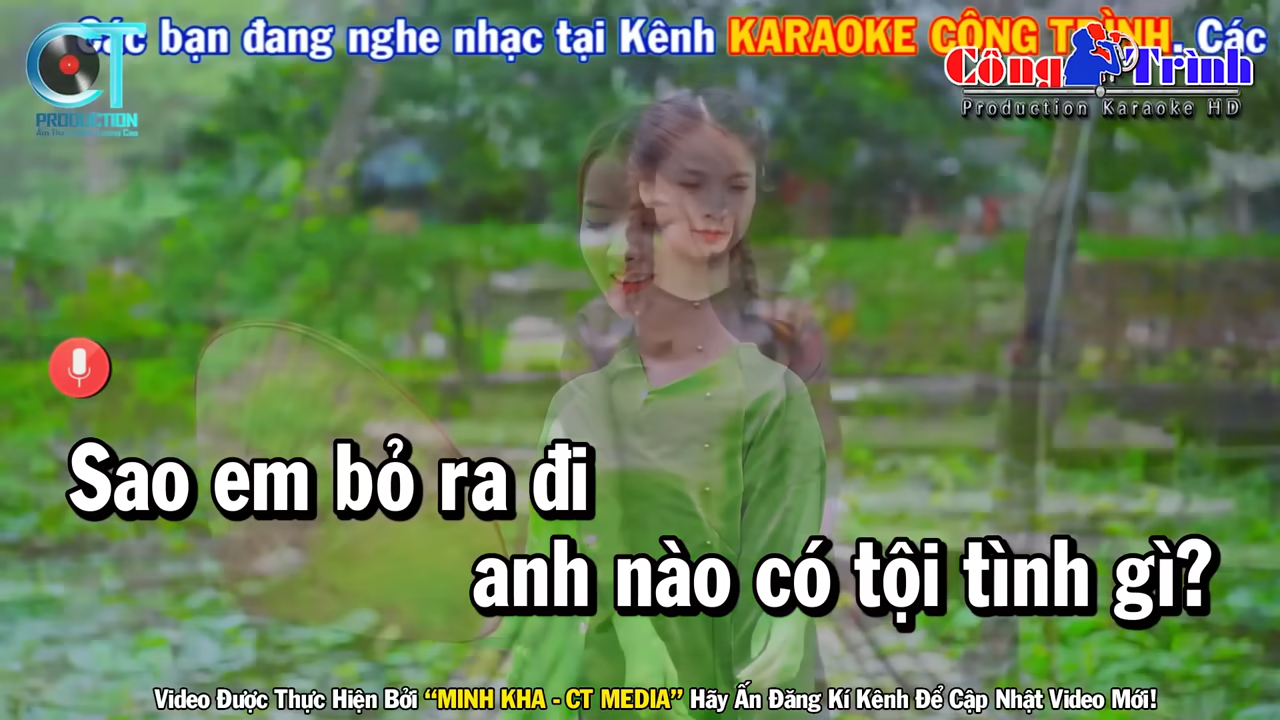 Các bạn đang nghe nhạc tại Kênh KARAOKE CÔNG TRÌNH. Các
CT
PRODUCTION
Công Trình
Production Karaoke HD
Sao em bỏ ra đi
anh nào có tội tình gì?
Video Được Thực Hiện Bởi “MINH KHA - CT MEDIA” Hãy Ấn Đăng Kí Kênh Để Cập Nhật Video Mới!